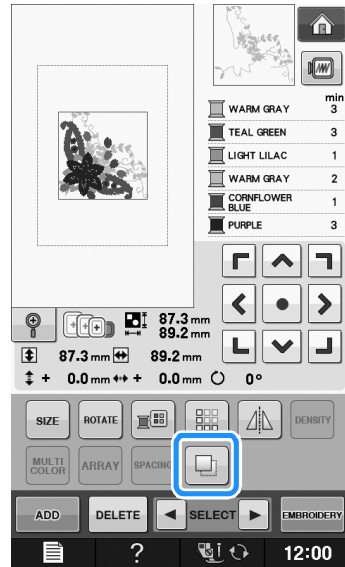 min
WARM GRAY 3
TEAL GREEN 3
LIGHT LILAC 1
WARM GRAY 2
CORNFLOWER
BLUE 1
PURPLE 3
87.3 mm
89.2 mm
87.3 mm 89.2 mm
+ 0.0 mm + 0.0 mm 0°
SIZE ROTATE DENSITY
MULTI
COLOR ARRAY SPACING
ADD DELETE SELECT EMBROIDERY
? 12:00